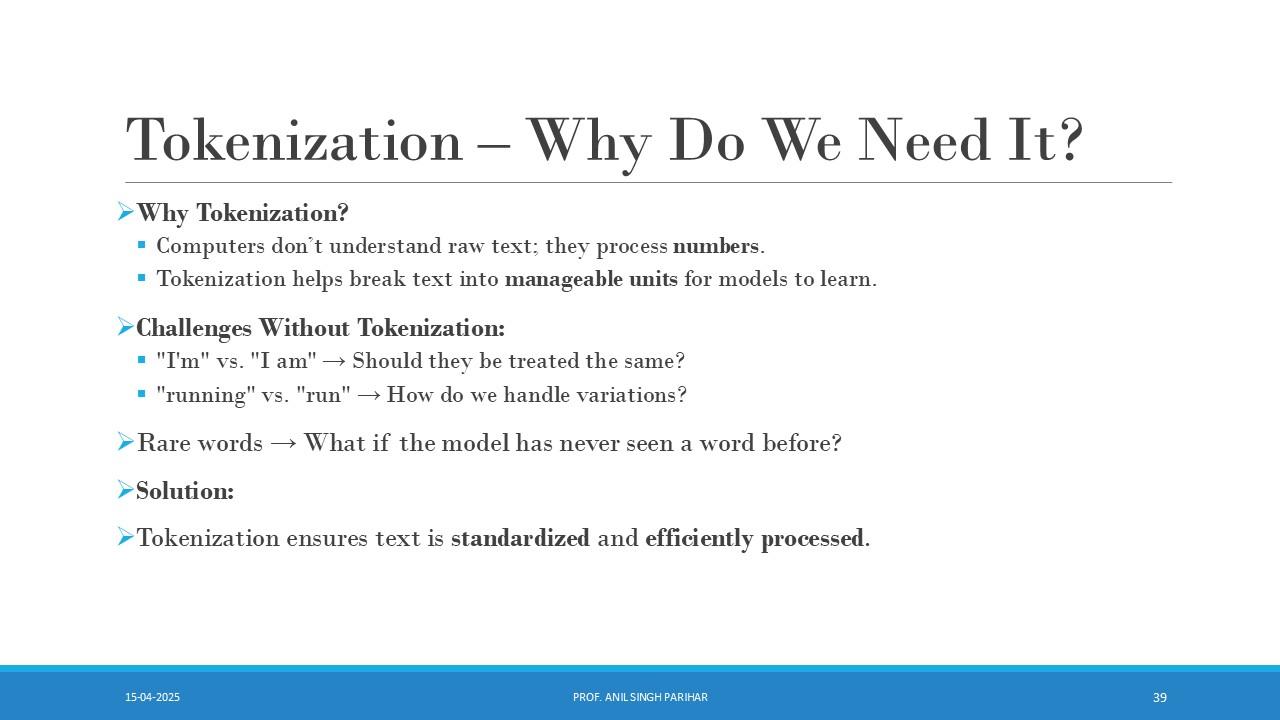 Tokenization – Why Do We Need It?
Why Tokenization?
Computers don’t understand raw text; they process numbers.
Tokenization helps break text into manageable units for models to learn.
Challenges Without Tokenization:
"I'm" vs. "I am" → Should they be treated the same?
"running" vs. "run" → How do we handle variations?
Rare words → What if the model has never seen a word before?
Solution:
Tokenization ensures text is standardized and efficiently processed.
15-04-2025
PROF. ANIL SINGH PARIHAR
39